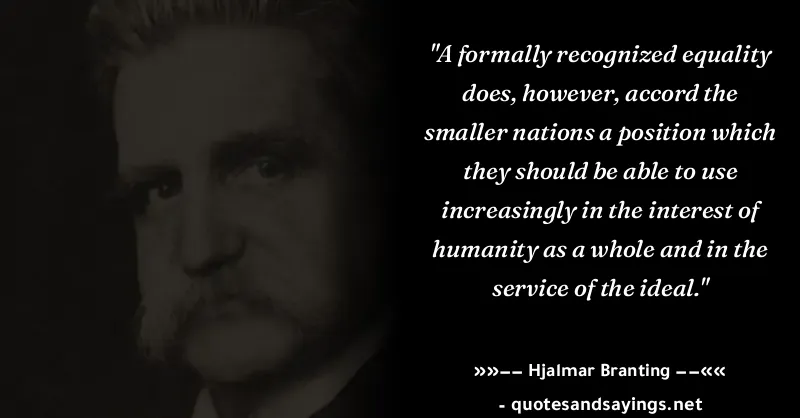 "A formally recognized equality
does, however, accord the
smaller nations a position which
they should be able to use
increasingly in the interest of
humanity as a whole and in the
service of the ideal."
»»−− Hjalmar Branting −−««
- quotesandsayings.net